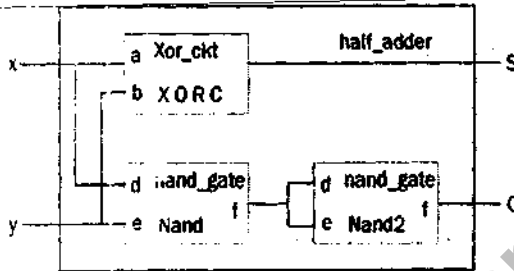 half_adder
x
a Xor_ckt
S
b XORC
d nand_gate
f
e Nand
d nand_gate
f
e Nand2
y